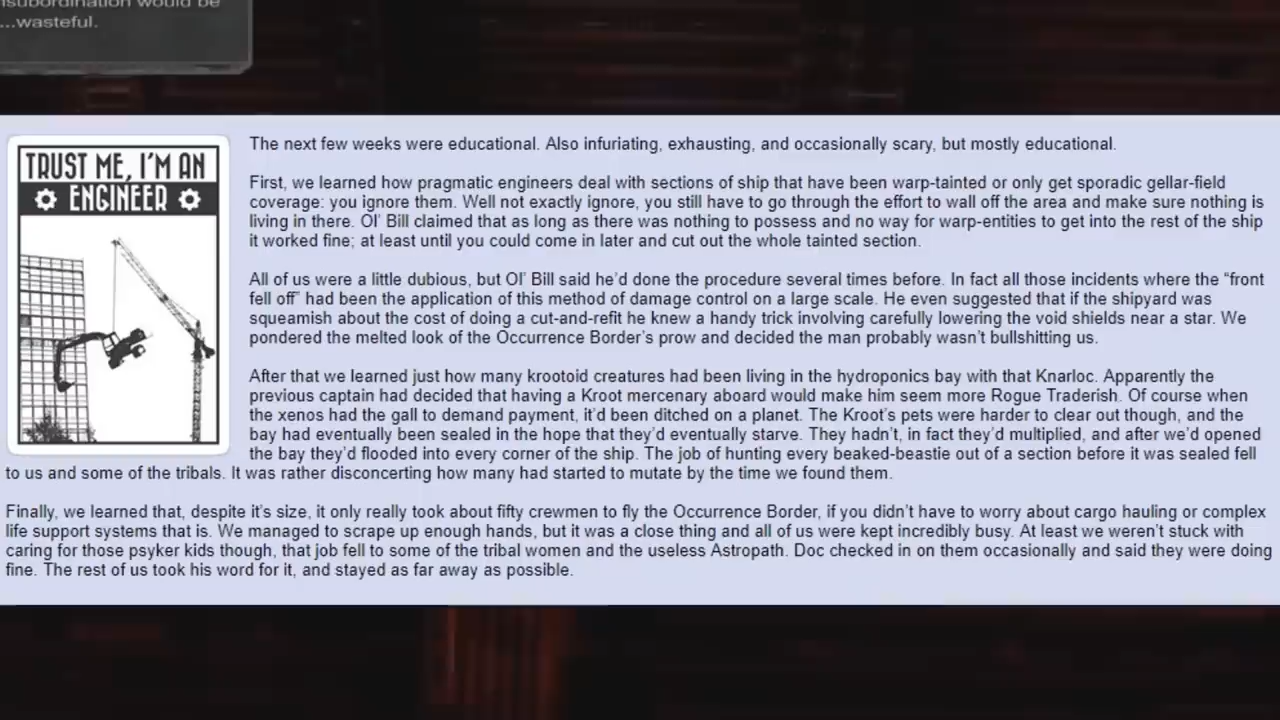 nsubordination would be
...wasteful.
TRUST ME, I'M AN
ENGINEER
The next few weeks were educational. Also infuriating, exhausting, and occasionally scary, but mostly educational.
First, we learned how pragmatic engineers deal with sections of ship that have been warp-tainted or only get sporadic gellar-field
coverage: you ignore them. Well not exactly ignore, you still have to go through the effort to wall off the area and make sure nothing is
living in there. Ol' Bill claimed that as long as there was nothing to possess and no way for warp-entities to get into the rest of the ship
it worked fine; at least until you could come in later and cut out the whole tainted section.
All of us were a little dubious, but Ol' Bill said he'd done the procedure several times before. In fact all those incidents where the "front
fell off" had been the application of this method of damage control on a large scale. He even suggested that if the shipyard was
squeamish about the cost of doing a cut-and-refit he knew a handy trick involving carefully lowering the void shields near a star. We
pondered the melted look of the Occurrence Border's prow and decided the man probably wasn't bullshitting us.
After that we learned just how many krootoid creatures had been living in the hydroponics bay with that Knarloc. Apparently the
previous captain had decided that having a Kroot mercenary aboard would make him seem more Rogue Traderish. Of course when
the xenos had the gall to demand payment, it'd been ditched on a planet. The Kroot's pets were harder to clear out though, and the
bay had eventually been sealed in the hope that they'd eventually starve. They hadn't, in fact they'd multiplied, and after we'd opened
the bay they'd flooded into every corner of the ship. The job of hunting every beaked-beastie out of a section before it was sealed fell
to us and some of the tribals. It was rather disconcerting how many had started to mutate by the time we found them.
Finally, we learned that, despite it's size, it only really took about fifty crewmen to fly the Occurrence Border, if you didn't have to worry about cargo hauling or complex
life support systems that is. We managed to scrape up enough hands, but it was a close thing and all of us were kept incredibly busy. At least we weren't stuck with
caring for those psyker kids though, that job fell to some of the tribal women and the useless Astropath. Doc checked in on them occasionally and said they were doing
fine. The rest of us took his word for it, and stayed as far away as possible.